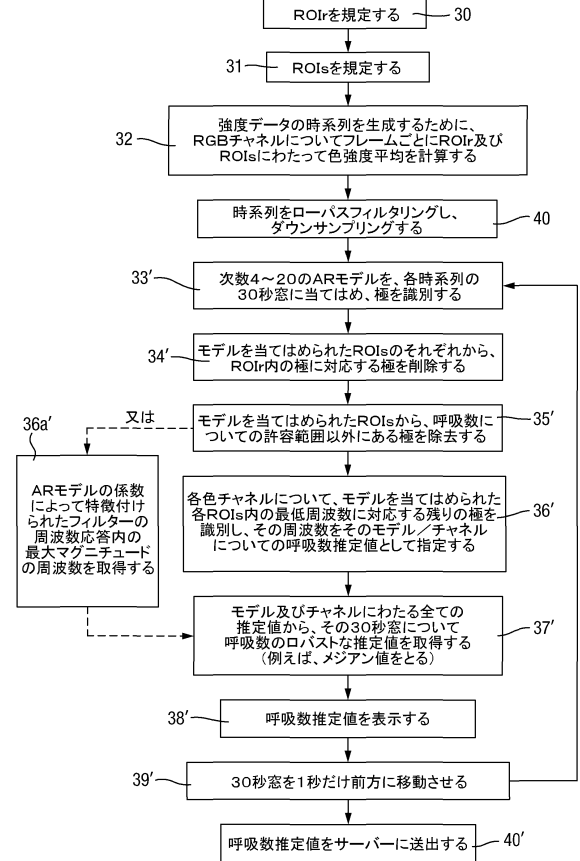 ROIrを規定する
30
31
ROIsを規定する
32
強度データの時系列を生成するために、
RGBチャネルについてフレームごとにROIr及び
ROIsにわたって色強度平均を計算する
時系列をローパスフィルタリングし、
ダウンサンプリングする
40
33′
次数4～20のARモデルを、各時系列の
30秒窓に当てはめ、極を識別する
34′
モデルを当てはめられたROIsのそれぞれから、
ROIr内の極に対応する極を削除する
36a′
又は
モデルを当てはめられたROIsから、呼吸数に
ついての許容範囲以外にある極を除去する
35′
ARモデルの係数
によって特徴付け
られたフィルターの
周波数応答内の
最大マグニチュード
の周波数を取得する
各色チャネルについて、モデルを当てはめられた
各ROIs内の最低周波数に対応する残りの極を
識別し、その周波数をそのモデル／チャネル
についての呼吸数推定値として指定する
36′
モデル及びチャネルにわたる全ての
推定値から、その30秒窓について
呼吸数のロバストな推定値を取得する
(例えば、メジアン値をとる)
37′
38′
呼吸数推定値を表示する
39′
30秒窓を1秒だけ前方に移動させる
呼吸数推定値をサーバーに送出する
40′